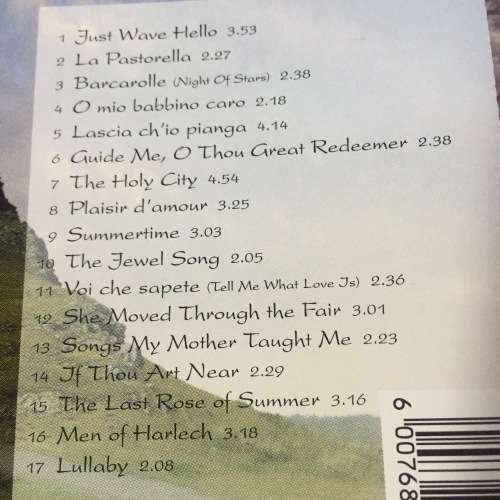 1 Just Wave Hello 3.53
2 La Pastorella 2.27
3 Barcarolle (Night Of Stars) 2.38
4 O mio babbino caro 2.18
5 Lascia ch'io pianga 4.14
6 Guide Me, O Thou Great Redeemer 2.38
7 The Holy City 4.54
8 Plaisir d'amour 3.25
9 Summertime 3.03
10 The Jewel Song 2.05
11 Voi che sapete (Tell Me What Love Is) 2.36
12 She Moved Through the Fair 3.01
13 Songs My Mother Taught Me 2.23
14 If Thou Art Near 2.29
15 The Last Rose of Summer 3.16
16 Men of Harlech 3.18
17 Lullaby 2.08
6 00768